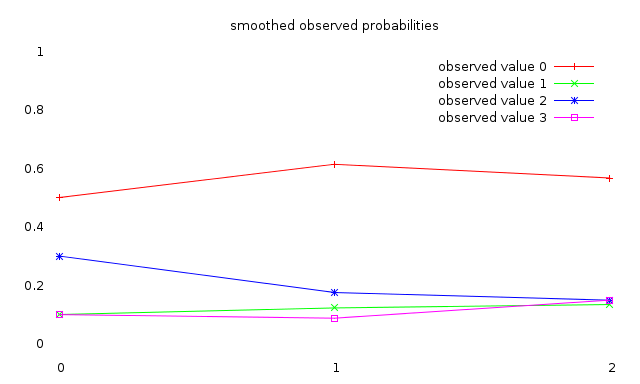 smoothed observed probabilities
1
observed value 0
observed value 1
0.8
observed value 2
observed value 3
0.6
0.4
0.2
0
0 1 2